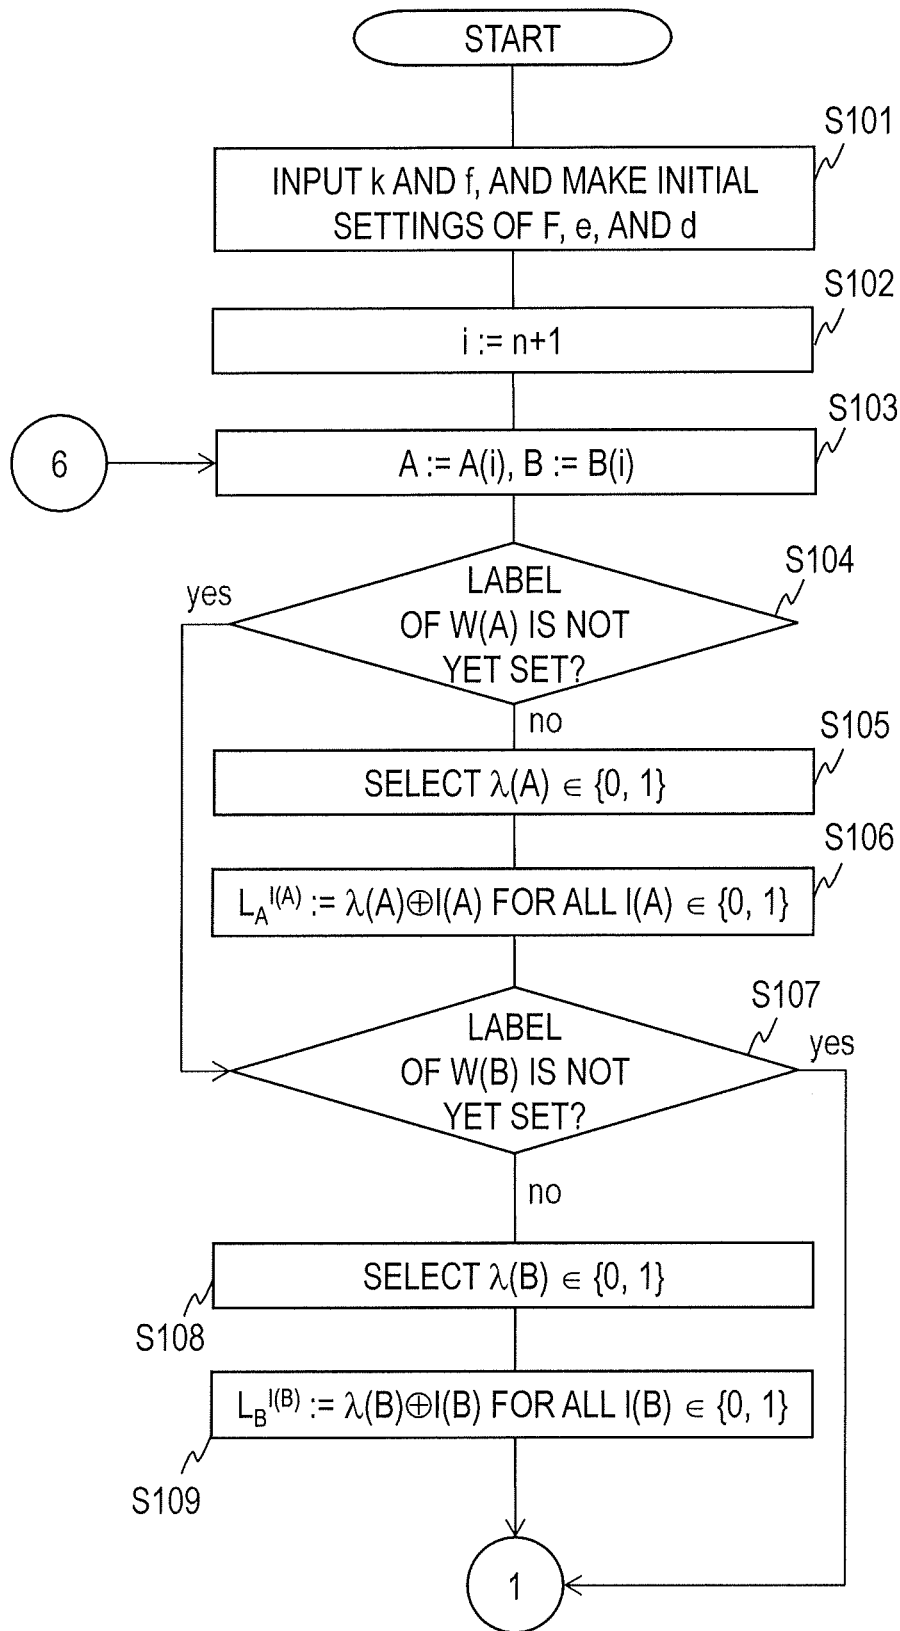 START
S101
INPUT k AND f, AND MAKE INITIAL
SETTINGS OF F, e, AND d
S102
i := n+1
S103
6
A := A(i), B := B(i)
S104
yes
LABEL
OF W(A) IS NOT
YET SET?
no
S105
SELECT λ(A) ∈ {0, 1}
S106
L_A^{I(A)} := λ(A)⊕I(A) FOR ALL I(A) ∈ {0, 1}
S107
LABEL
OF W(B) IS NOT
YET SET?
yes
no
SELECT λ(B) ∈ {0, 1}
S108
L_B^{I(B)} := λ(B)⊕I(B) FOR ALL I(B) ∈ {0, 1}
S109
1